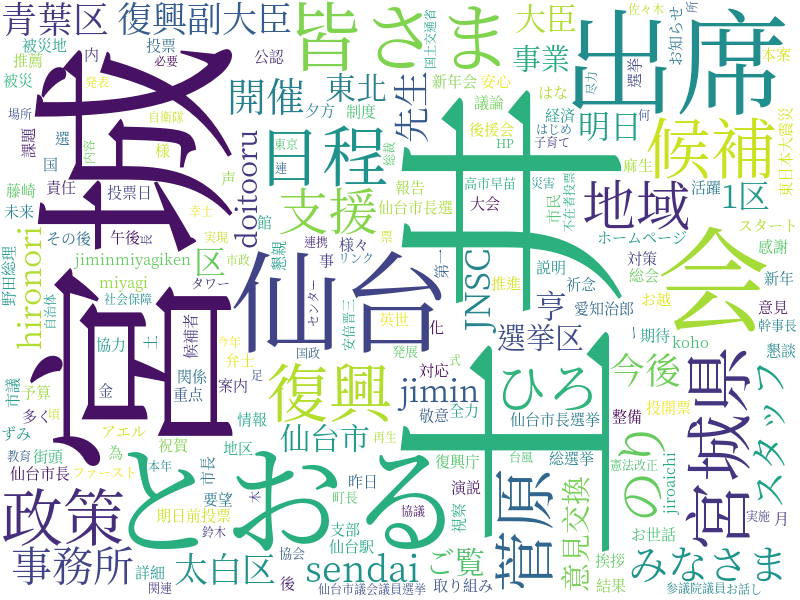 青葉区
復興副大臣
皆さま
大臣
出席
被災地
内
投票
公認
推薦
被災
発表
必要
自衛隊
場所
課題
様
選
国
声
藤崎
責任
投票日
未来
その後
午後
長
hironori
jiminmiyagiken
区
miyagi
野田総理
自治体
タワー
社会保障
宮城
開催
東北
夕方
制度
日程
先生
支援
doitooru
館
東京
連
内容
幸士
実現
市政
懇親
連携
様々
事
リンク
センター
仙台
土井
新年会
安心
事業
はな
議論
後援会
HP
経済
はじめ
子育て
明日
お知らせ
所
選挙
何
佐々木
国土交通省
本案
東日本大震災
候補
地域
1区
麻生
活躍
市民
不在者投票
災害
高市早苗
報告
総裁
仙台市長選
大会
ホームページ
スタート
対策
感謝
総会
新年
説明
推進
第一
県
JNSC
亨
祈念
愛知治郎
お越
意見
幹事長
会
選挙区
期待
koho
懇談
今後
ひろ
のり
宮城県
スタッフ
jimin
復興
安倍晋三
国政
英世
化
発展
式
対応
敬意
全力
再生
候補者
協力
土
金
関係
重点
弁士
今年
案内
足
市議
予算
頃
多く
為
アエル
祝賀
地区
情報
仙台市
ずみ
教育
街頭
本年
市長
仙台市長
ファースト
要望
木
町長
昨日
復興庁
演説
視察
台風
総選挙
仙台市長選挙
整備
投開票
憲法改正
jiroaichi
お世話
実施
月
政策
とおる
期日前投票
鈴木
支部
仙台駅
協議
事務所
詳細
関連
太白区
後
協会
sendai
ご覧
取り組み
仙台市議会議員選挙
菅原
意見交換
挨拶
結果
みなさま
参議院議員
お話し
尽力